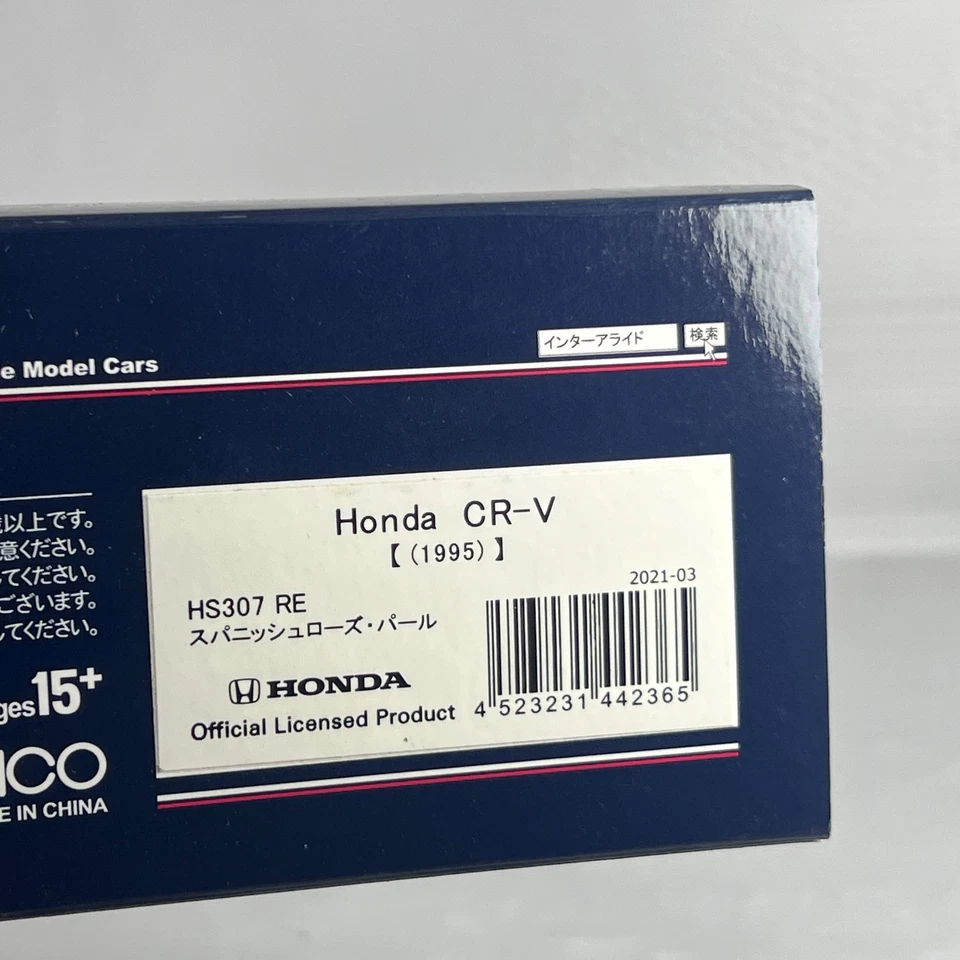 インターアライド 検索
e Model Cars
以上です。
意ください。
てください。
ございます。
してください。
ges15+
ICO
E IN CHINA
Honda CR-V
【(1995)】
2021-03
HS307 RE
スパニッシュローズ・パール
HONDA
Official Licensed Product
4 523231 442365